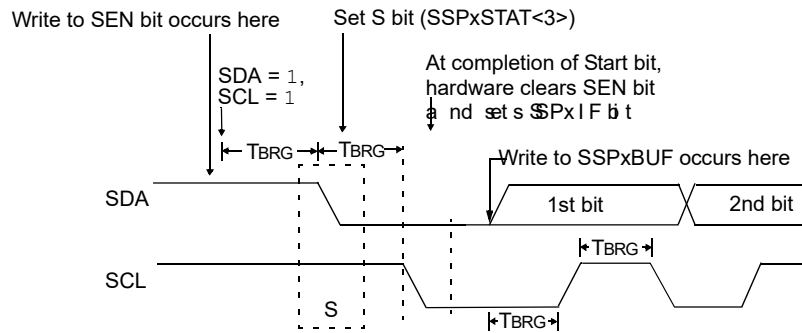 Write to SEN bit occurs here
Set S bit (SSPxSTAT<3>)
SDA = 1,
SCL = 1
At completion of Start bit,
hardware clears SEN bit
a nd sets SSPxIF bit
TBRG
TBRG
Write to SSPxBUF occurs here
SDA
1st bit
2nd bit
TBRG
SCL
S
TBRG